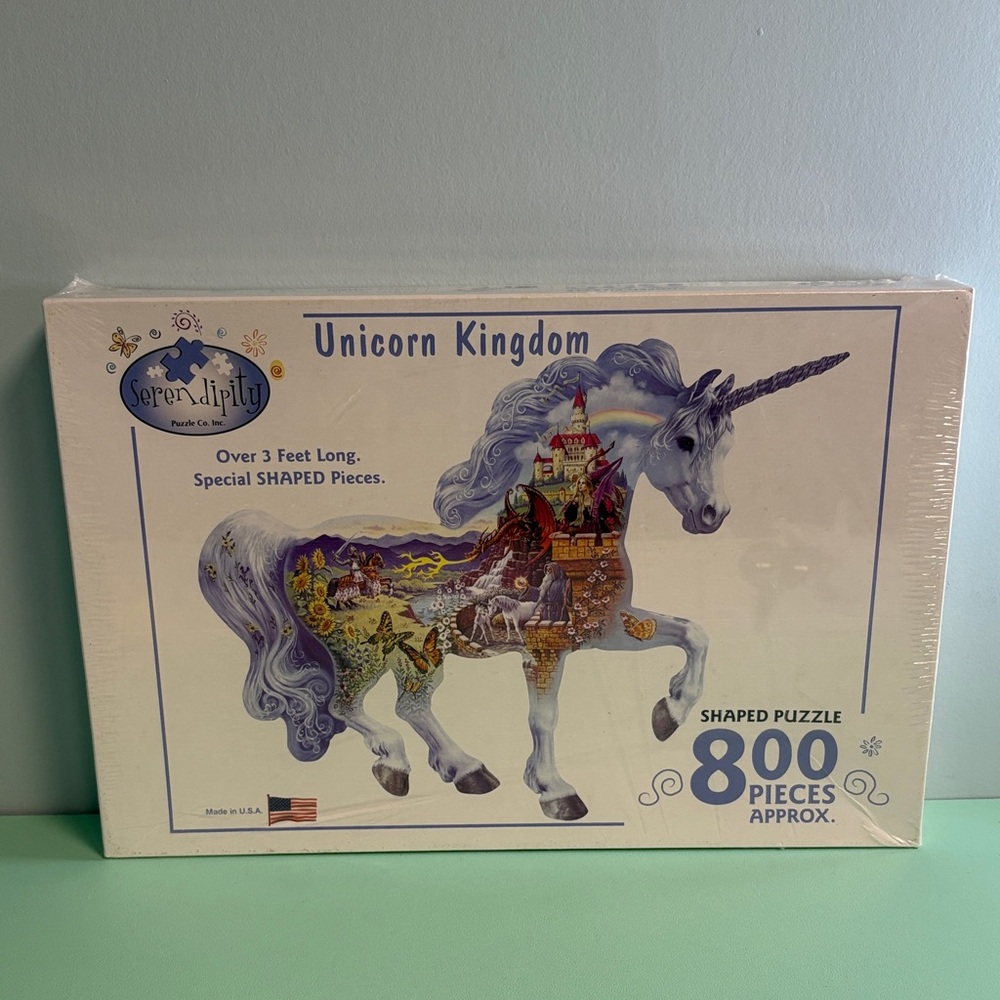 Unicorn Kingdom
Serendipity
Puzzle Co. Inc.
Over 3 Feet Long.
Special SHAPED Pieces.
SHAPED PUZZLE
800
PIECES
APPROX.
Made in U.S.A.